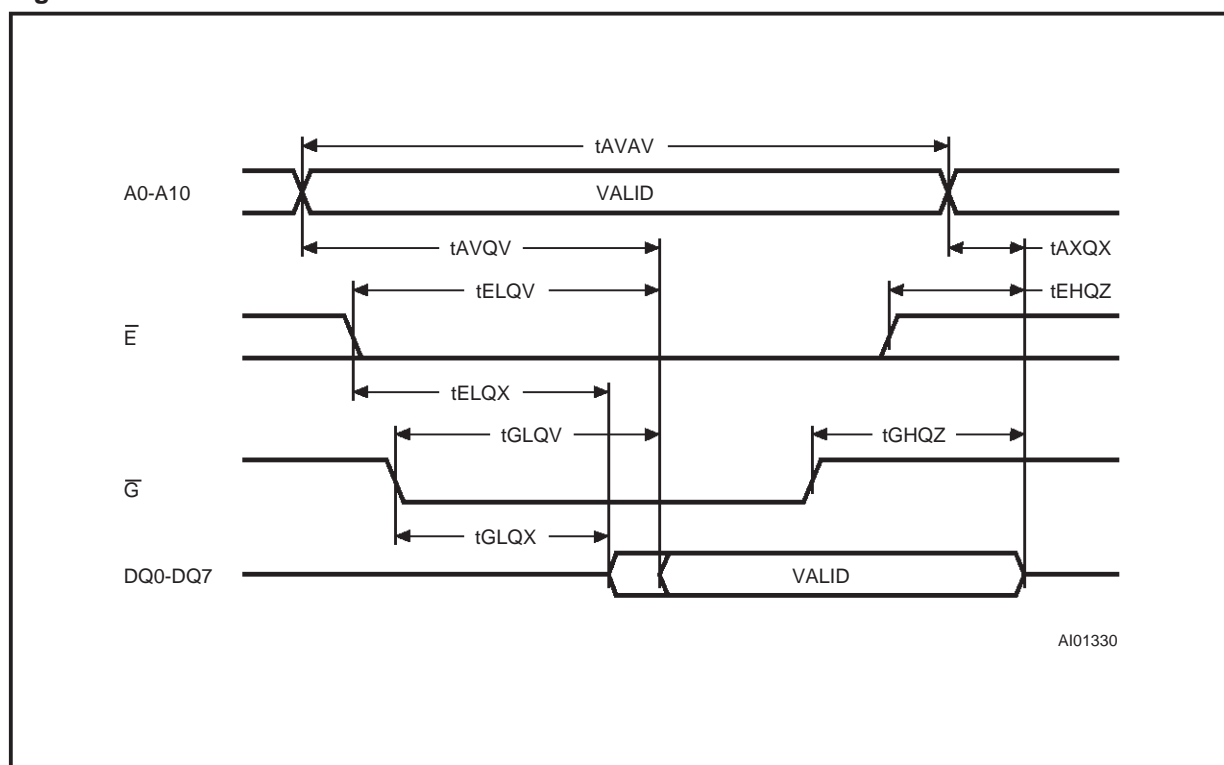 tAVAV
A0-A10
VALID
tAVQV
tAXQX
tELQV
tEHQZ
E̅
tELQX
tGLQV
tGHQZ
G̅
tGLQX
DQ0-DQ7
VALID
AI01330